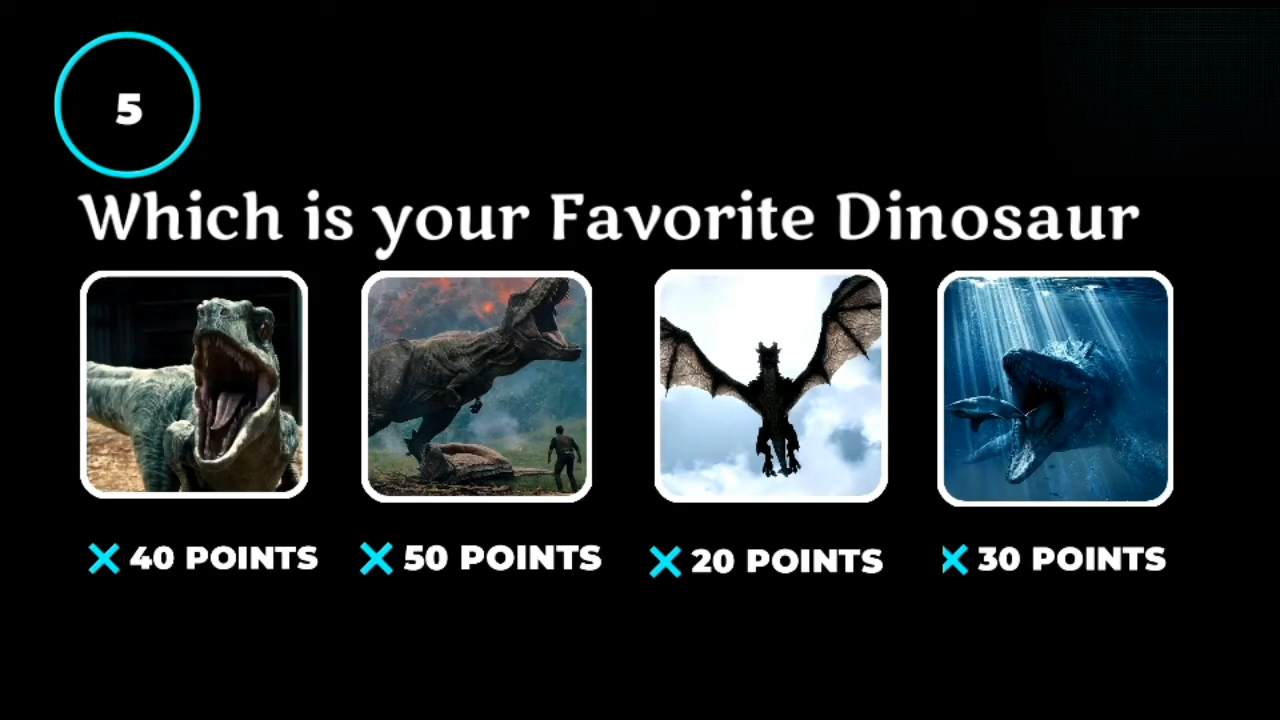 5
Which is your Favorite Dinosaur
40 POINTS
50 POINTS
20 POINTS
30 POINTS